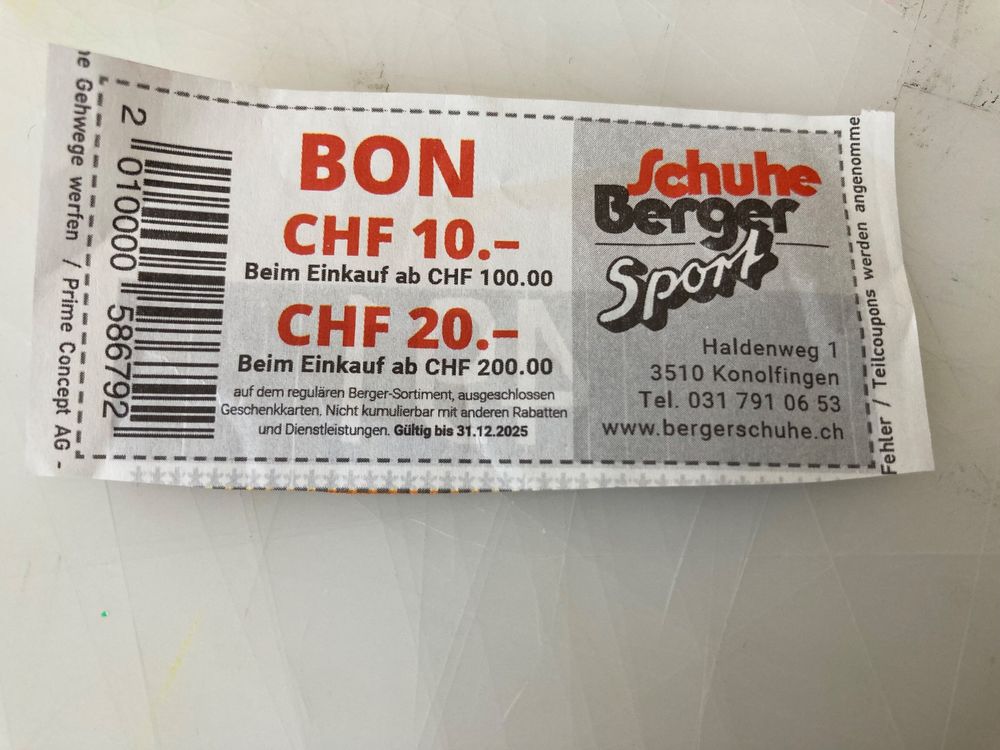 ne Gehwege werfen / Prime Concept AG -
2 010000 586792
BON
CHF 10.–
Beim Einkauf ab CHF 100.00
CHF 20.–
Beim Einkauf ab CHF 200.00
auf dem regulären Berger-Sortiment, ausgeschlossen
Geschenkkarten. Nicht kumulierbar mit anderen Rabatten
und Dienstleistungen. Gültig bis 31.12.2025
Schuhe
Berger
Sport
Haldenweg 1
3510 Konolfingen
Tel. 031 791 06 53
www.bergerschuhe.ch
Fehler / Teilcoupons werden angenomme